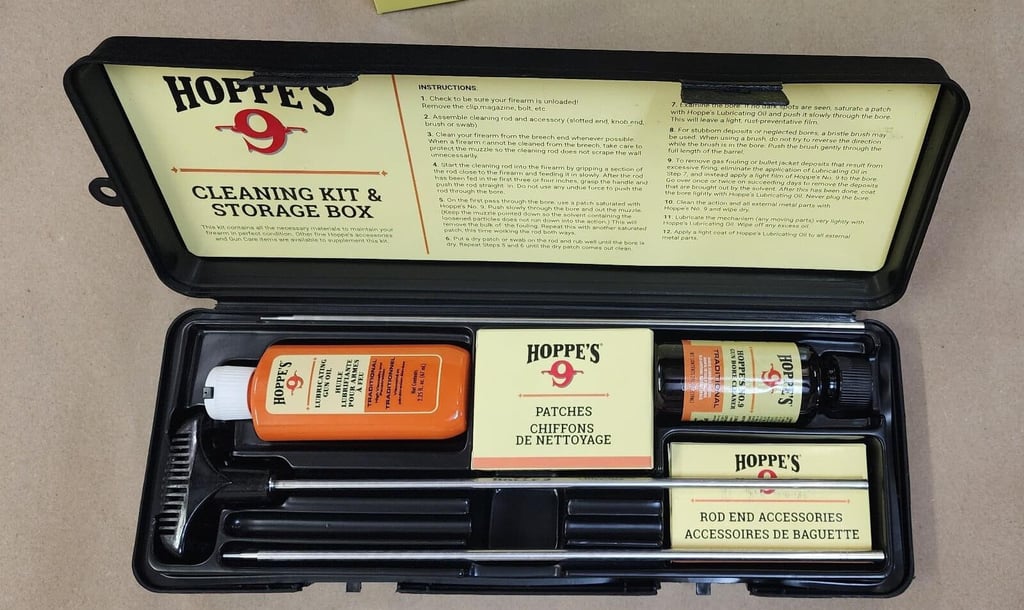 HOPPE'S
9
CLEANING KIT &
STORAGE BOX
This kit contains all the necessary materials to maintain your
firearm in perfect condition. Other fine Hoppe's accessories
and Gun Care items are available to supplement this kit.
INSTRUCTIONS:
1. Check to be sure your firearm is unloaded!
Remove the clip, magazine, bolt, etc.
2. Assemble cleaning rod and accessory (slotted end, knob end,
brush or swab)
3. Clean your firearm from the breech end whenever possible.
When a firearm cannot be cleaned from the breech, take care to
protect the muzzle so the cleaning rod does not scrape the wall
unnecessarily.
4. Start the cleaning rod into the firearm by gripping a section of
the rod close to the firearm and feeding it in slowly. After the rod
has been fed in the first three or four inches, grasp the handle and
push the rod straight in. Do not use any undue force to push the
rod through the bore.
5. On the first pass through the bore, use a patch saturated with
Hoppe's No. 9. Push slowly through the bore and out the muzzle.
(Keep the muzzle pointed down so the solvent containing the
loosened particles does not run down into the action.) This will
remove the bulk of the fouling. Repeat this with another saturated
patch, this time working the rod both ways.
6. Put a dry patch or swab on the rod and rub well until the bore is
dry. Repeat Steps 5 and 6 until the dry patch comes out clean.
7. Examine the bore. If no dark spots are seen, saturate a patch
with Hoppe's Lubricating Oil and push it slowly through the bore.
This will leave a light, rust-preventative film.
8. For stubborn deposits or neglected bores, a bristle brush may
be used. When using a brush, do not try to reverse the direction
while the brush is in the bore. Push the brush gently through the
full length of the barrel.
9. To remove gas fouling or bullet jacket deposits that result from
excessive firing, eliminate the application of Lubricating Oil in
Step 7, and instead apply a light film of Hoppe's No. 9 to the bore.
Go over once or twice on succeeding days to remove the deposits
that are brought out by the solvent. After this has been done, coat
the bore lightly with Hoppe's Lubricating Oil. Never plug the bore.
10. Clean the action and all external metal parts with
Hoppe's No. 9 and wipe dry.
11. Lubricate the mechanism (any moving parts) very lightly with
Hoppe's Lubricating Oil. Wipe off any excess oil.
12. Apply a light coat of Hoppe's Lubricating Oil to all external
metal parts.
HOPPE'S
9
LUBRICATING
GUN OIL
HUILE
LUBRIFIANTE
POUR ARMES
À FEU
TRADITIONAL
TRADITIONNEL
Net Contents:
2.25 fl. oz. (67 ml)
HOPPE'S
9
PATCHES
CHIFFONS
DE NETTOYAGE
HOPPE'S
9
HOPPE'S NO.9
GUN BORE CLEANER
TRADITIONAL
HOPPE'S
9
ROD END ACCESSORIES
ACCESSOIRES DE BAGUETTE